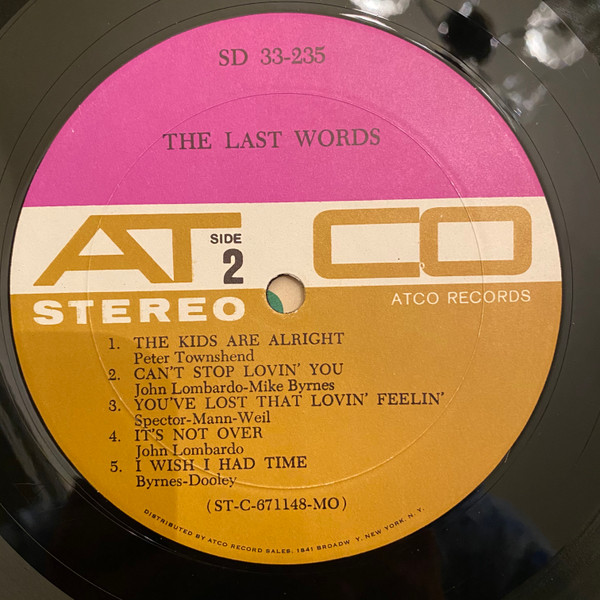 SD 33-235
THE LAST WORDS
ATCO
SIDE
2
STEREO
ATCO RECORDS
1. THE KIDS ARE ALRIGHT
Peter Townshend
2. CAN'T STOP LOVIN' YOU
John Lombardo-Mike Byrnes
3. YOU'VE LOST THAT LOVIN' FEELIN'
Spector-Mann-Weil
4. IT'S NOT OVER
John Lombardo
5. I WISH I HAD TIME
Byrnes-Dooley
(ST-C-671148-MO)
DISTRIBUTED BY ATCO RECORD SALES, 1841 BROADW Y, NEW YORK, N.Y.